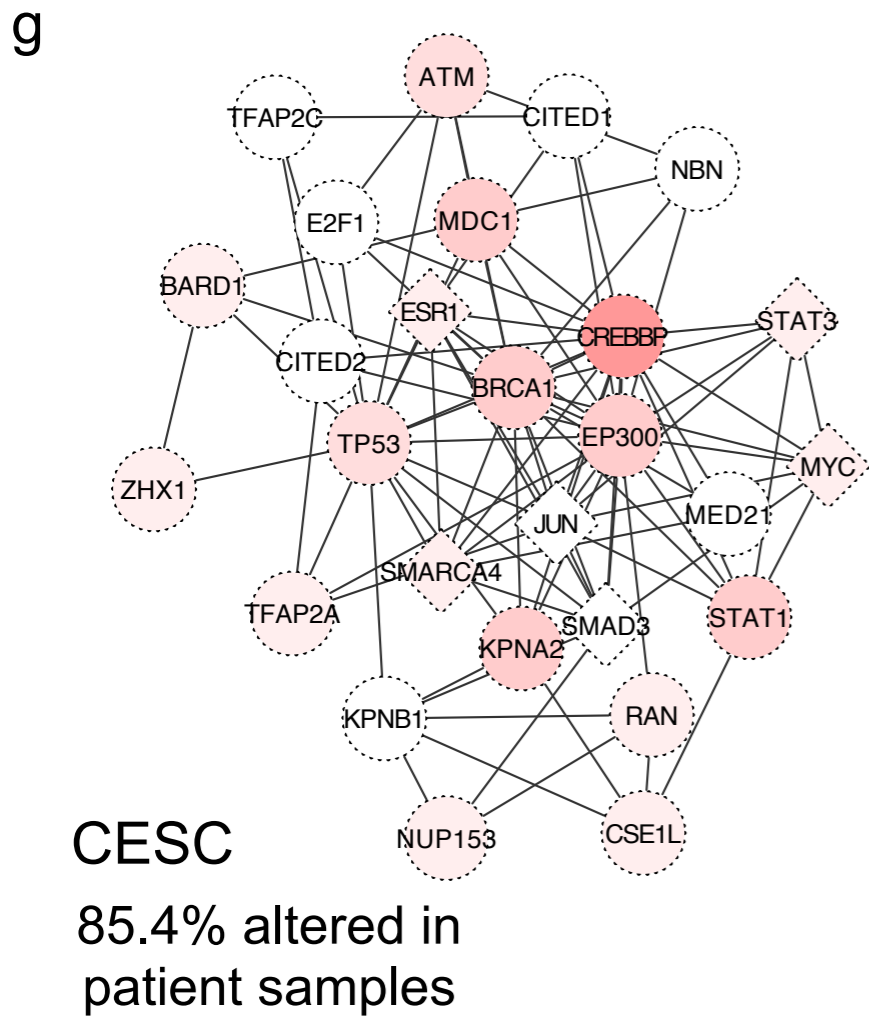 g
ATM
TFAP2C
CITED1
NBN
E2F1
MDC1
BARD1
ESR1
STAT3
CREBBP
CITED2
BRCA1
TP53
EP300
MYC
ZHX1
MED21
JUN
SMARCA4
TFAP2A
SMAD3
STAT1
KPNA2
KPNB1
RAN
NUP153
CSE1L
CESC
85.4% altered in
patient samples